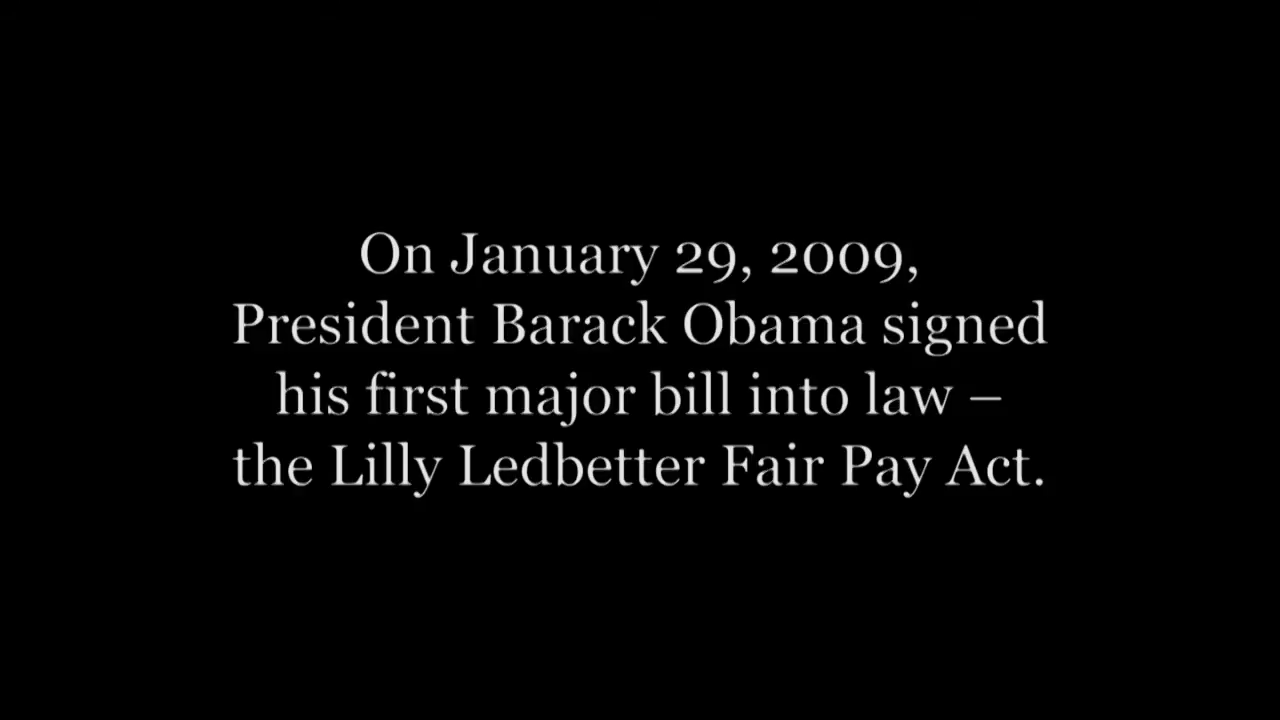 On January 29, 2009,
President Barack Obama signed
his first major bill into law –
the Lilly Ledbetter Fair Pay Act.